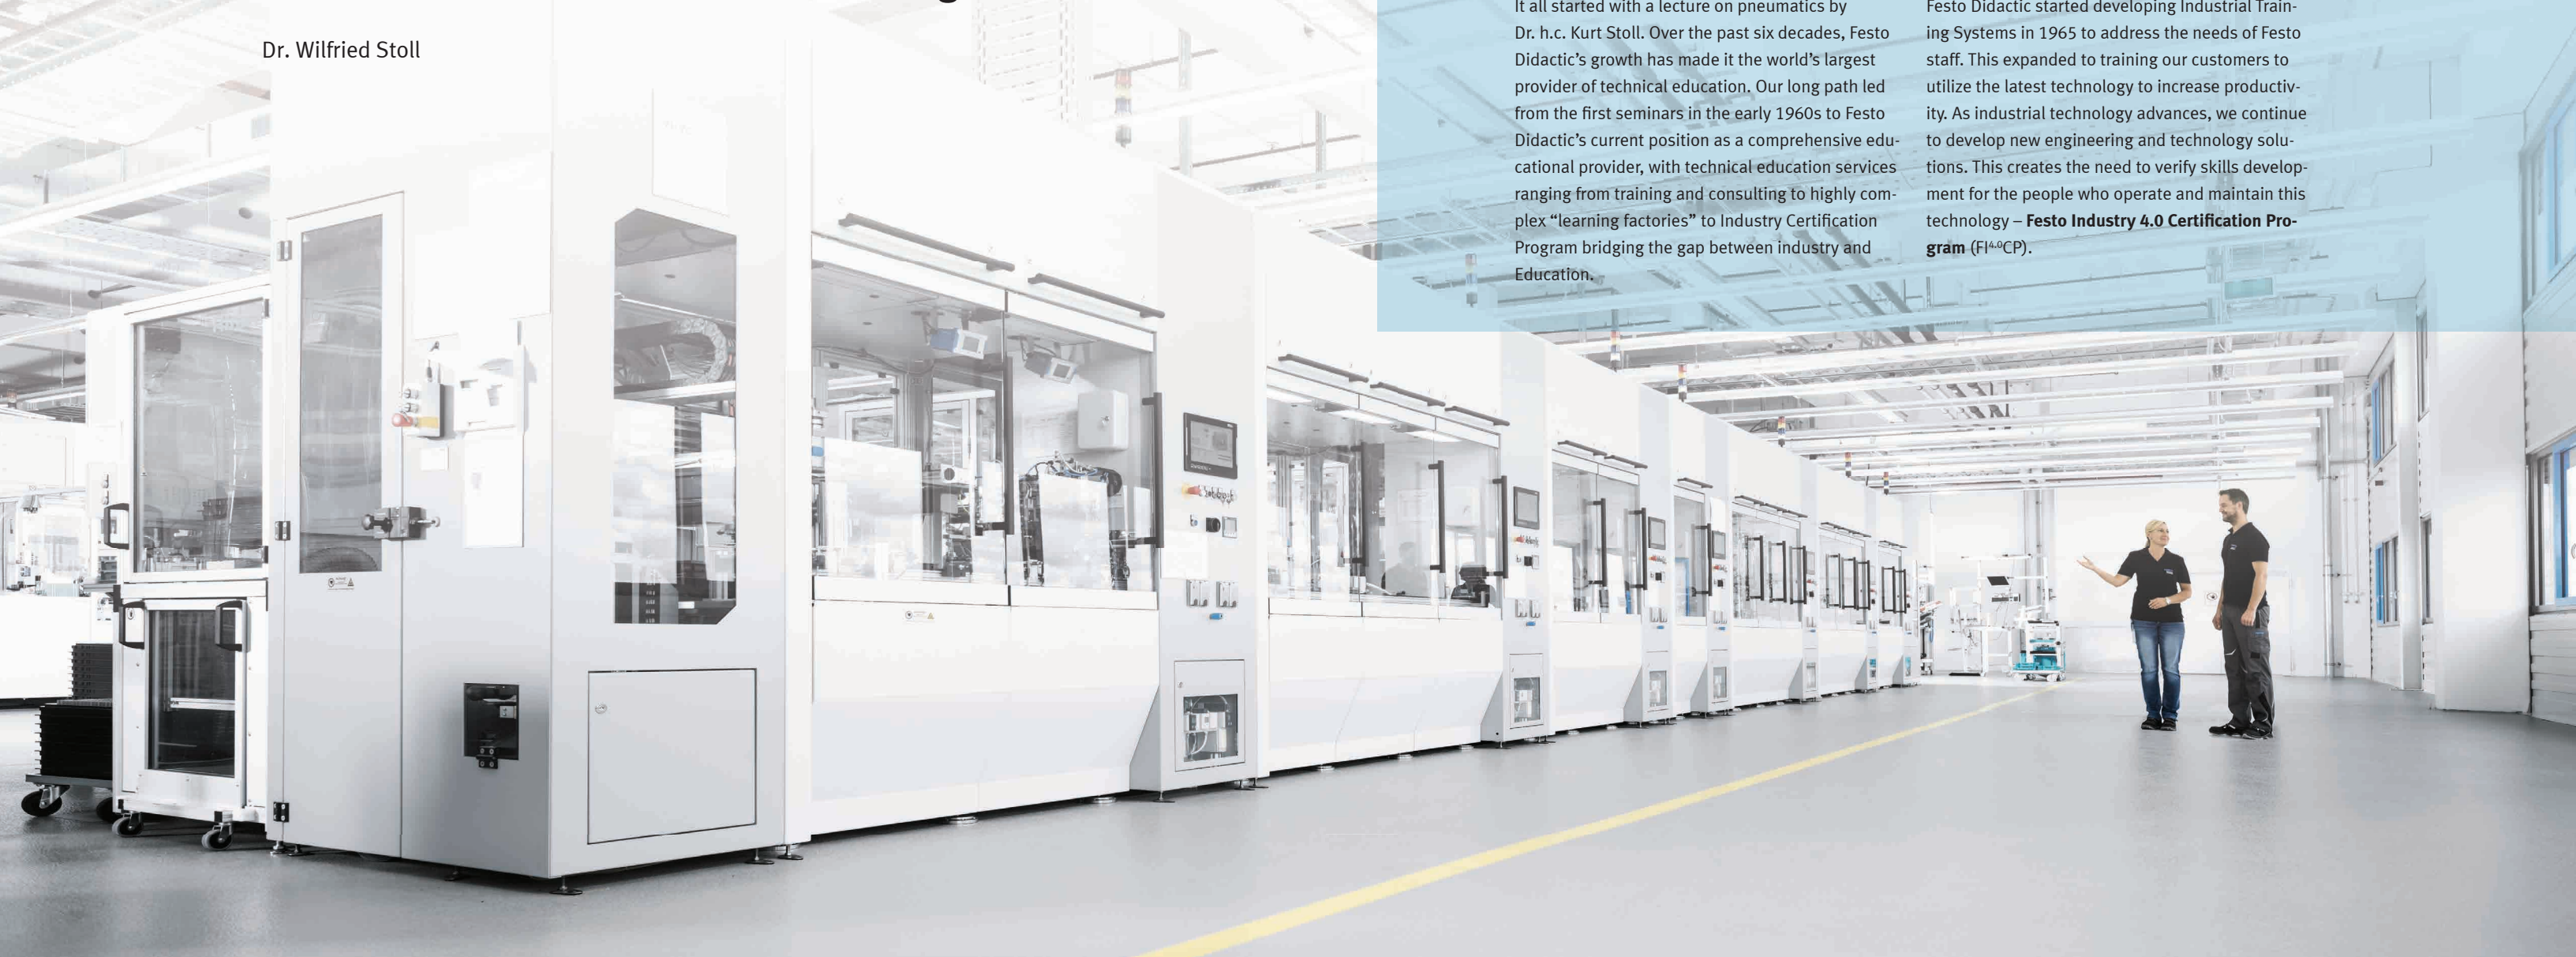 Dr. Wilfried Stoll
It all started with a lecture on pneumatics by
Dr. h.c. Kurt Stoll. Over the past six decades, Festo
Didactic’s growth has made it the world’s largest
provider of technical education. Our long path led
from the first seminars in the early 1960s to Festo
Didactic’s current position as a comprehensive edu-
cational provider, with technical education services
ranging from training and consulting to highly com-
plex “learning factories” to Industry Certification
Program bridging the gap between industry and
Education.
Festo Didactic started developing Industrial Train-
ing Systems in 1965 to address the needs of Festo
staff. This expanded to training our customers to
utilize the latest technology to increase productiv-
ity. As industrial technology advances, we continue
to develop new engineering and technology solu-
tions. This creates the need to verify skills develop-
ment for the people who operate and maintain this
technology – Festo Industry 4.0 Certification Pro-
gram (FI⁴·⁰CP).